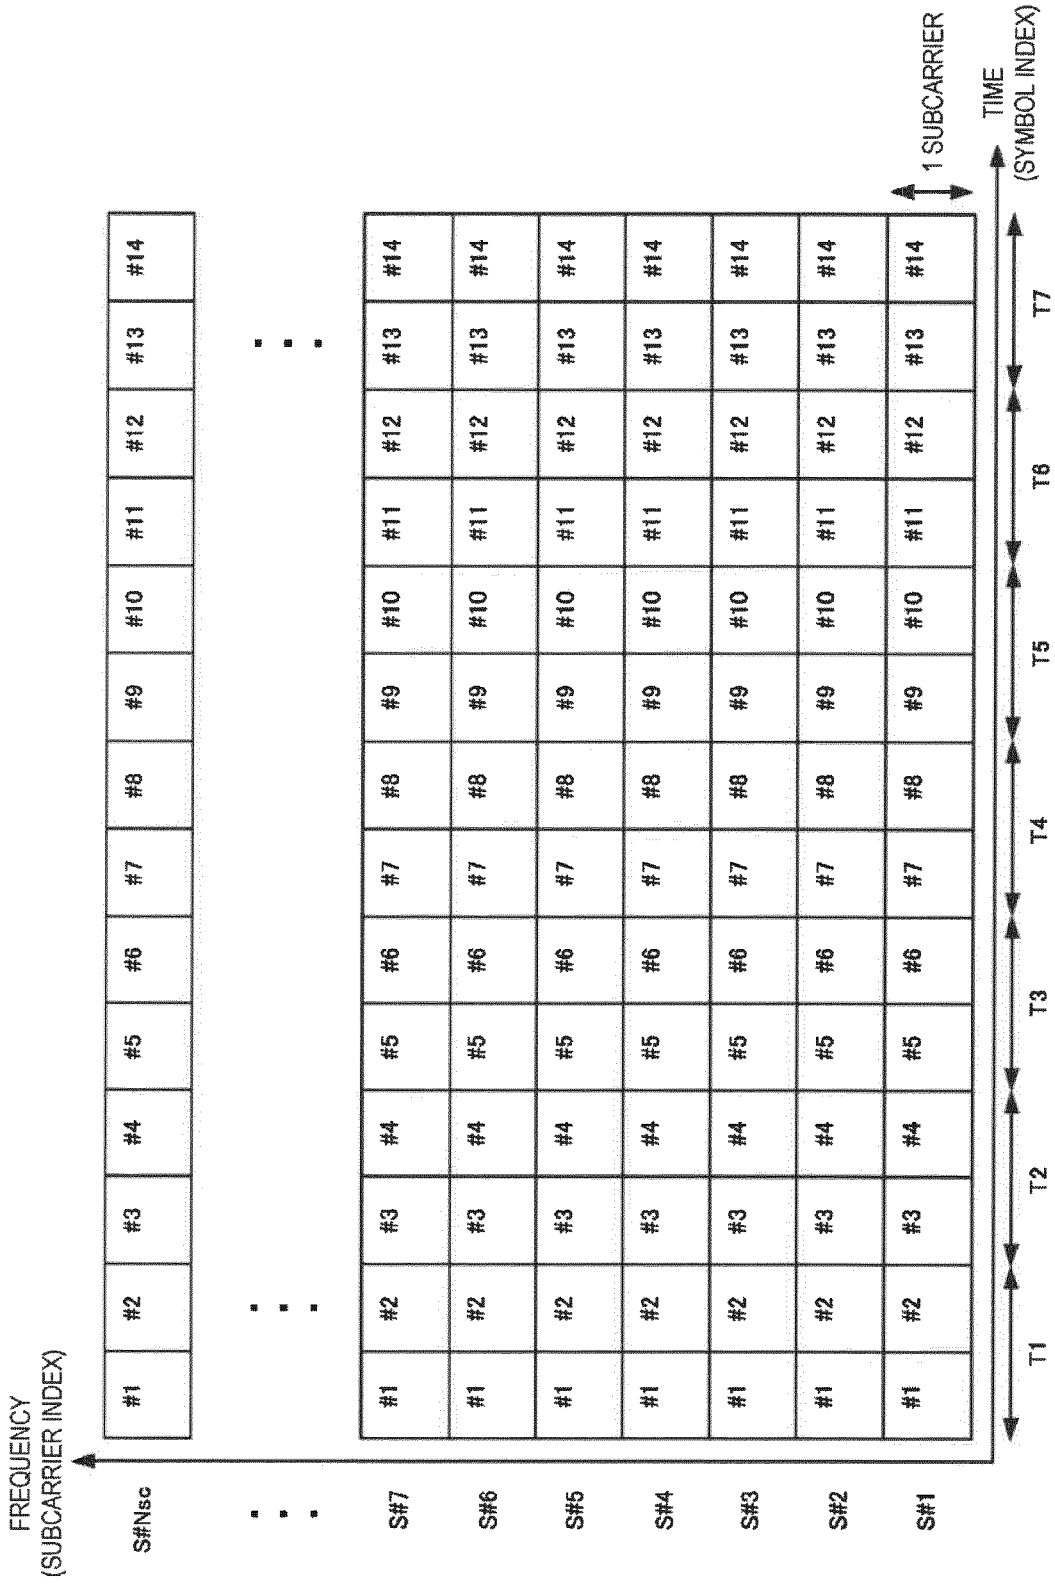 FREQUENCY
(SUBCARRIER INDEX)
S#Nsc #1 #2 #3 #4 #5 #6 #7 #8 #9 #10 #11 #12 #13 #14
S#7 #1 #2 #3 #4 #5 #6 #7 #8 #9 #10 #11 #12 #13 #14
S#6 #1 #2 #3 #4 #5 #6 #7 #8 #9 #10 #11 #12 #13 #14
S#5 #1 #2 #3 #4 #5 #6 #7 #8 #9 #10 #11 #12 #13 #14
S#4 #1 #2 #3 #4 #5 #6 #7 #8 #9 #10 #11 #12 #13 #14
S#3 #1 #2 #3 #4 #5 #6 #7 #8 #9 #10 #11 #12 #13 #14
S#2 #1 #2 #3 #4 #5 #6 #7 #8 #9 #10 #11 #12 #13 #14
S#1 #1 #2 #3 #4 #5 #6 #7 #8 #9 #10 #11 #12 #13 #14
1 SUBCARRIER
TIME
(SYMBOL INDEX)
T1 T2 T3 T4 T5 T6 T7